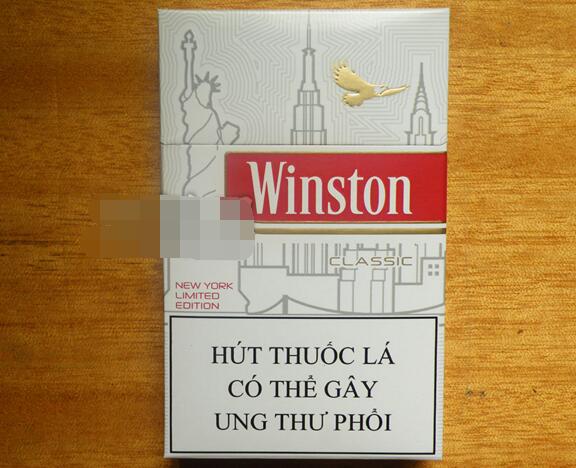 Winston
CLASSIC
NEW YORK
LIMITED
EDITION
HÚT THUỐC LÁ
CÓ THỂ GÂY
UNG THƯ PHỔI